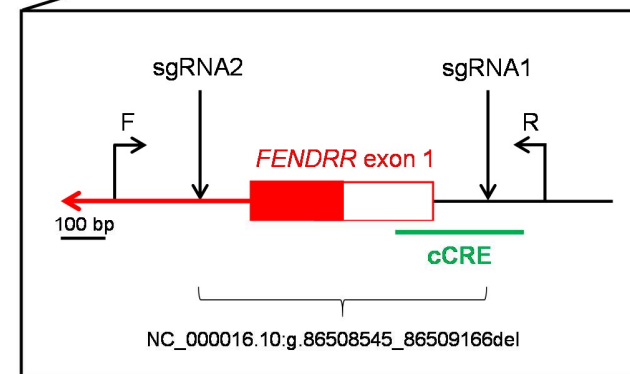 sgRNA2
sgRNA1
F
R
FENDRR exon 1
100 bp
cCRE
NC_000016.10:g.86508545_86509166del